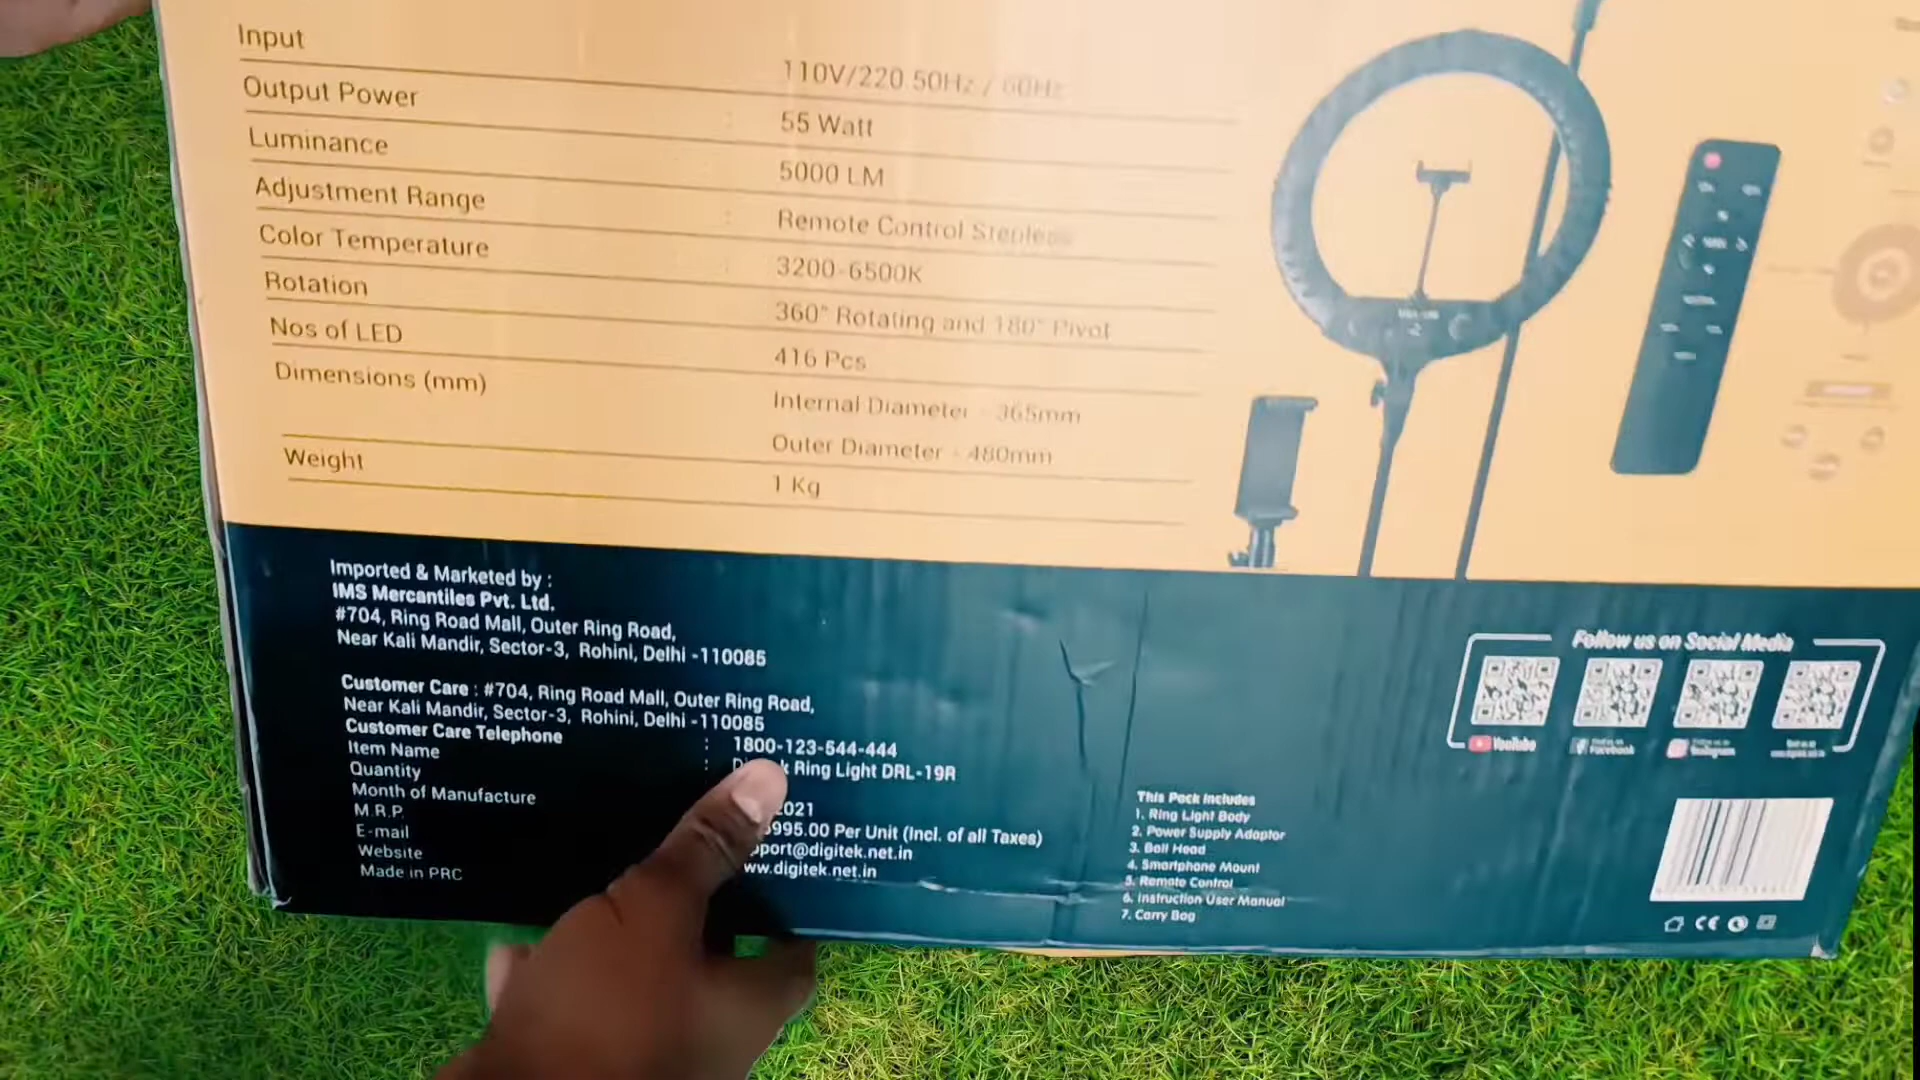 Input
110V/220 50Hz / 60Hz
Output Power
: 55 Watt
Luminance
5000 LM
Adjustment Range
: Remote Control Stepless
Color Temperature
: 3200-6500K
Rotation
360° Rotating and 180° Pivot
Nos of LED
416 Pcs
Dimensions (mm)
Internal Diameter - 365mm
Outer Diameter - 480mm
Weight
1 Kg
Imported & Marketed by :
IMS Mercantiles Pvt. Ltd.
#704, Ring Road Mall, Outer Ring Road,
Near Kali Mandir, Sector-3, Rohini, Delhi -110085
Customer Care : #704, Ring Road Mall, Outer Ring Road,
Near Kali Mandir, Sector-3, Rohini, Delhi -110085
Customer Care Telephone : 1800-123-544-444
Item Name : Ring Light DRL-19R
Quantity
Month of Manufacture 2021
M.R.P. 995.00 Per Unit (Incl. of all Taxes)
E-mail pport@digitek.net.in
Website ww.digitek.net.in
Made in PRC
This Pack Includes
1. Ring Light Body
2. Power Supply Adaptor
3. Ball Head
4. Smartphone Mount
5. Remote Control
6. Instruction User Manual
7. Carry Bag
Follow us on Social Media
YouTube
Facebook
Instagram
CE